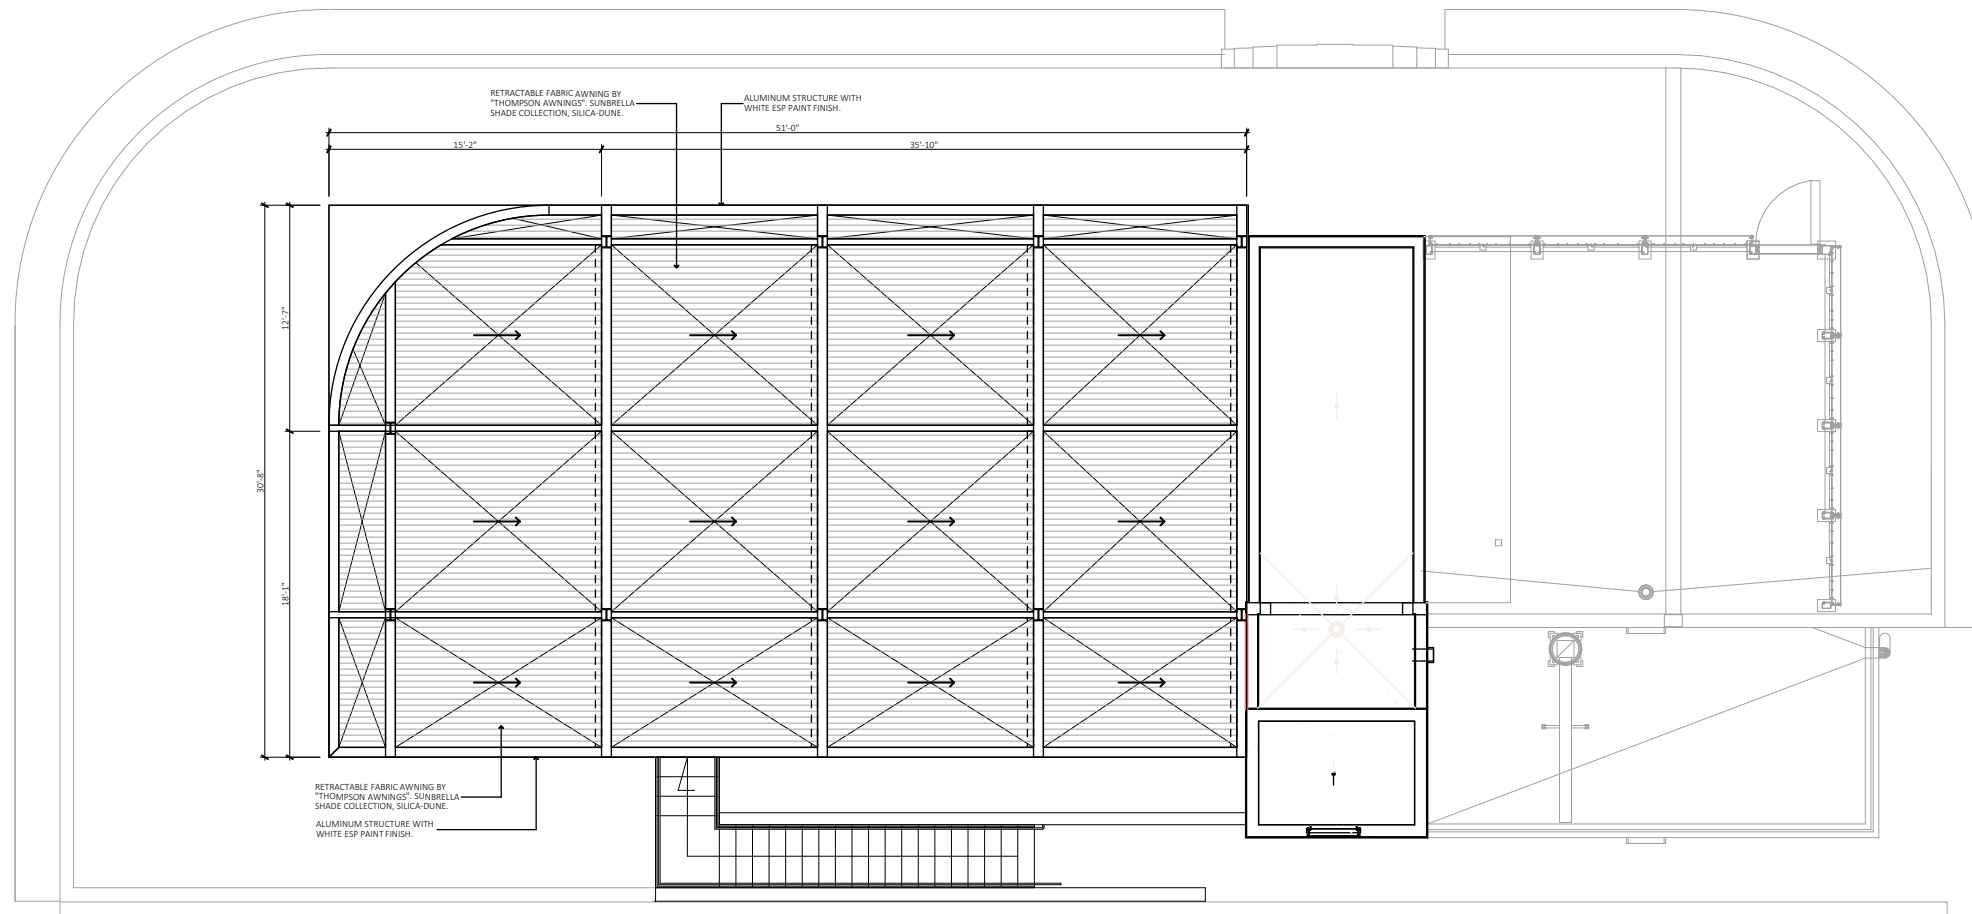 RETRACTABLE FABRIC AWNING BY
"THOMPSON AWNINGS". SUNBRELLA
SHADE COLLECTION, SILICA-DUNE.
ALUMINUM STRUCTURE WITH
WHITE ESP PAINT FINISH.
51'-0"
15'-2"
35'-10"
12'-7"
30'-8"
18'-1"
RETRACTABLE FABRIC AWNING BY
"THOMPSON AWNINGS". SUNBRELLA
SHADE COLLECTION, SILICA-DUNE.
ALUMINUM STRUCTURE WITH
WHITE ESP PAINT FINISH.